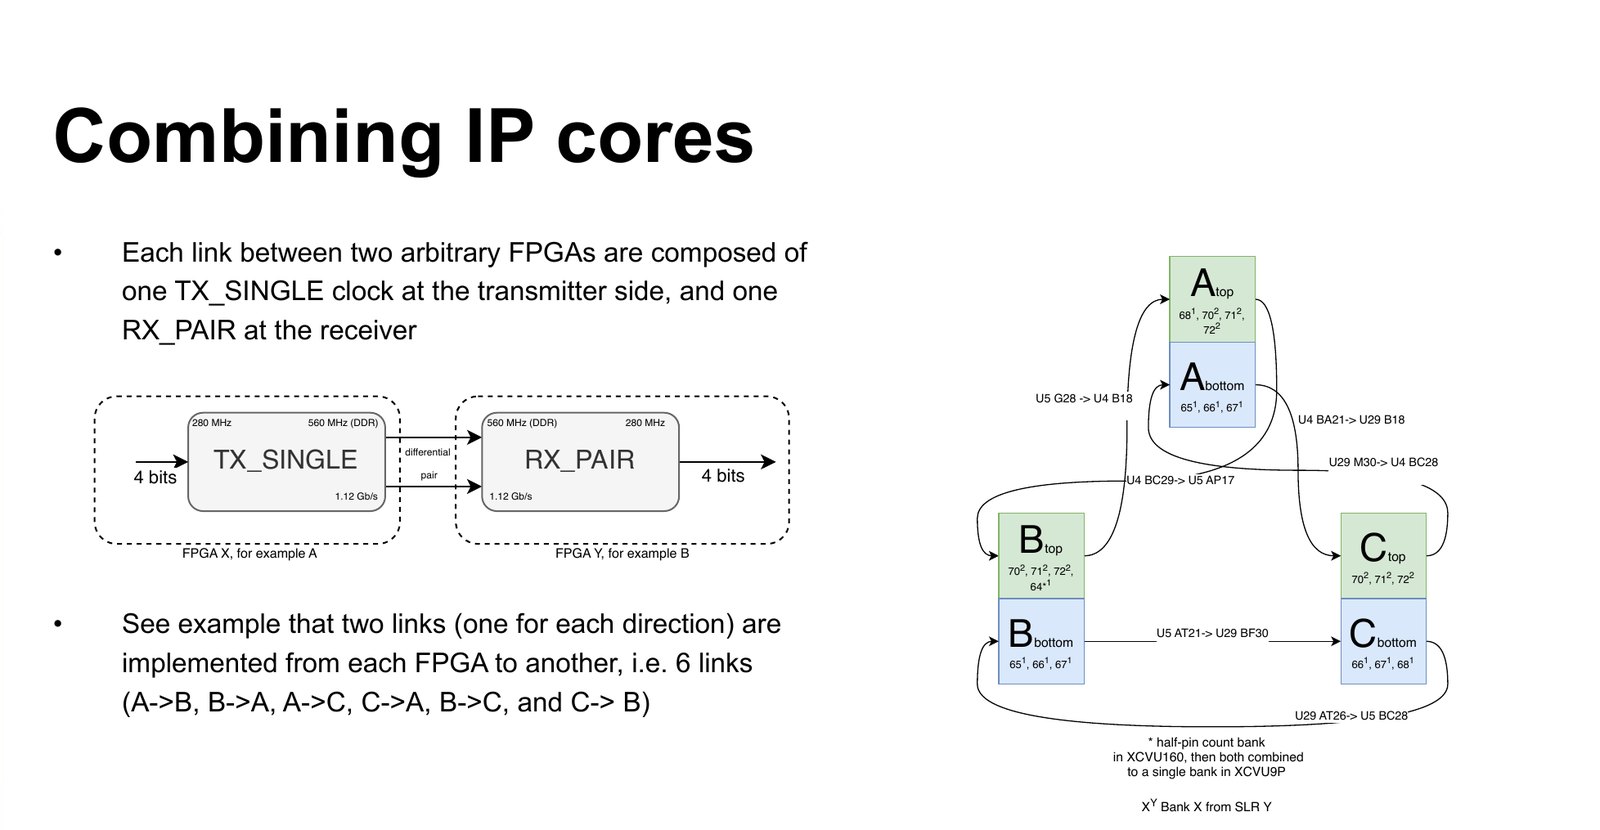 Combining IP cores
• Each link between two arbitrary FPGAs are composed of
one TX_SINGLE clock at the transmitter side, and one
RX_PAIR at the receiver
280 MHz
560 MHz (DDR)
TX_SINGLE
1.12 Gb/s
4 bits
FPGA X, for example A
differential
pair
560 MHz (DDR)
280 MHz
RX_PAIR
1.12 Gb/s
4 bits
FPGA Y, for example B
• See example that two links (one for each direction) are
implemented from each FPGA to another, i.e. 6 links
(A->B, B->A, A->C, C->A, B->C, and C-> B)
Atop
68¹, 70², 71²,
72²
Abottom
65¹, 66¹, 67¹
U5 G28 -> U4 B18
U4 BA21-> U29 B18
U29 M30-> U4 BC28
U4 BC29-> U5 AP17
Btop
70², 71², 72²,
64*¹
Bbottom
65¹, 66¹, 67¹
U5 AT21-> U29 BF30
Ctop
70², 71², 72²
Cbottom
66¹, 67¹, 68¹
U29 AT26-> U5 BC28
* half-pin count bank
in XCVU160, then both combined
to a single bank in XCVU9P
Xʸ Bank X from SLR Y